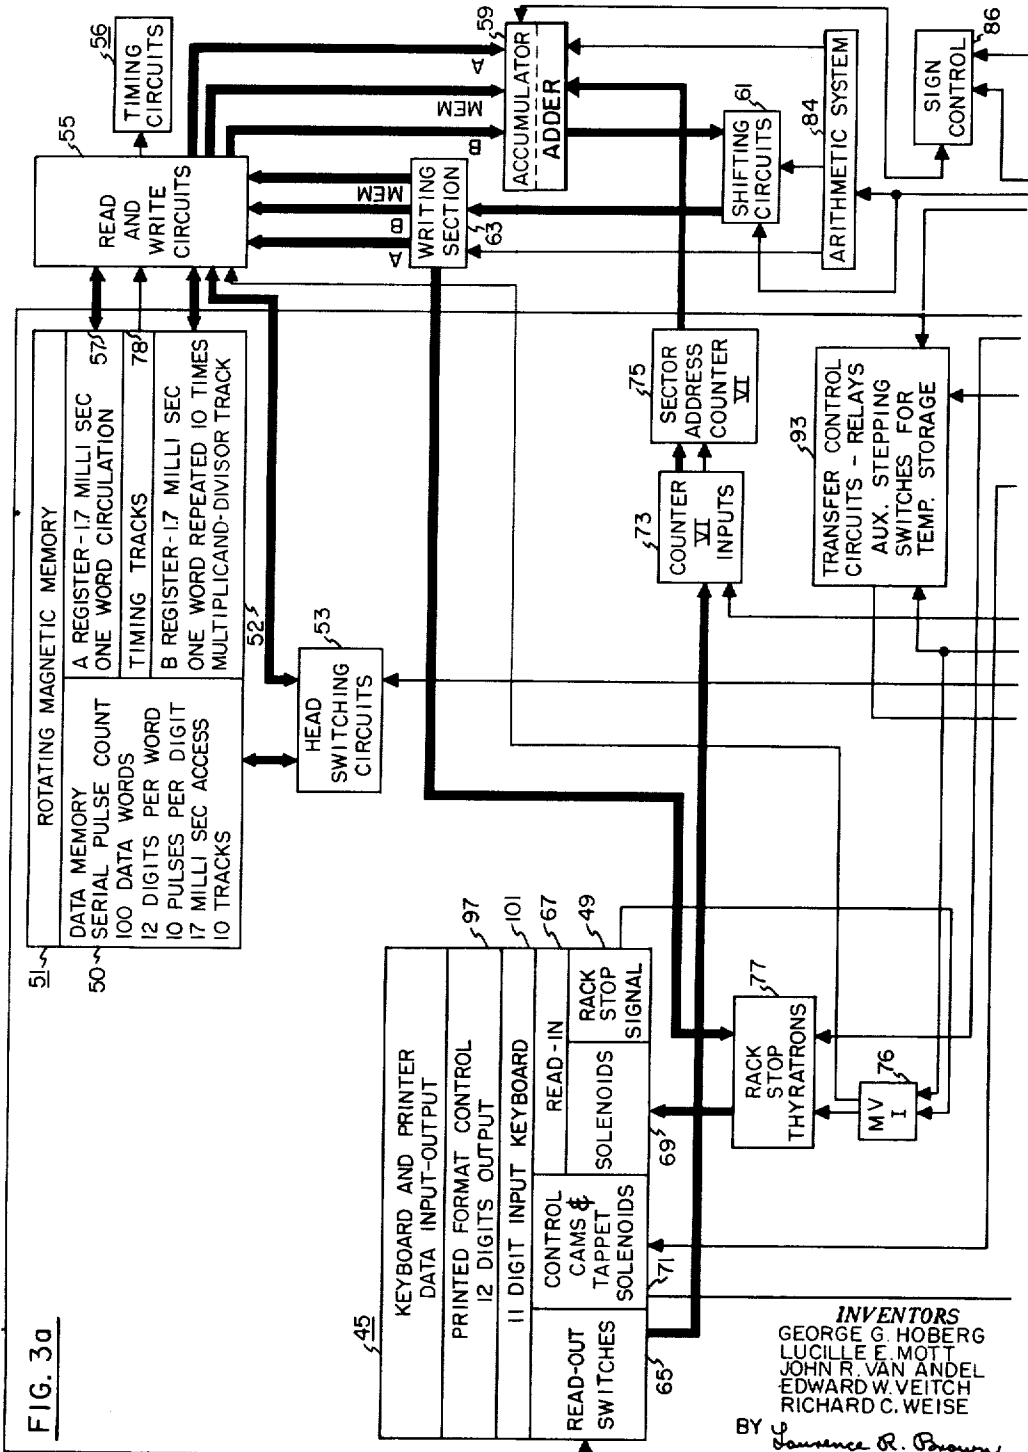 FIG. 3a
51
ROTATING MAGNETIC MEMORY
50
DATA MEMORY
SERIAL PULSE COUNT
100 DATA WORDS
12 DIGITS PER WORD
10 PULSES PER DIGIT
17 MILLI SEC ACCESS
10 TRACKS
A REGISTER-1.7 MILLI SEC
ONE WORD CIRCULATION
57
TIMING TRACKS
78
B REGISTER-1.7 MILLI SEC
ONE WORD REPEATED 10 TIMES
MULTIPLICAND-DIVISOR TRACK
52
55
READ
AND
WRITE
CIRCUITS
56
TIMING
CIRCUITS
53
HEAD
SWITCHING
CIRCUITS
A
B
MEM
WRITING
SECTION
63
B
MEM
A
59
ACCUMULATOR
ADDER
61
SHIFTING
CIRCUITS
84
ARITHMETIC SYSTEM
86
SIGN
CONTROL
45
KEYBOARD AND PRINTER
DATA INPUT-OUTPUT
PRINTED FORMAT CONTROL
12 DIGITS OUTPUT
97
11 DIGIT INPUT KEYBOARD
101
READ-OUT
SWITCHES
65
CONTROL
CAMS &
TAPPET
SOLENOIDS
71
READ-IN
67
SOLENOIDS
69
RACK
STOP
SIGNAL
49
77
RACK
STOP
THYRATRONS
76
MV
I
73
COUNTER
VI
INPUTS
75
SECTOR
ADDRESS
COUNTER
VI
93
TRANSFER CONTROL
CIRCUITS - RELAYS
AUX. STEPPING
SWITCHES FOR
TEMP. STORAGE
INVENTORS
GEORGE G. HOBERG
LUCILLE E. MOTT
JOHN R. VAN ANDEL
EDWARD W. VEITCH
RICHARD C. WEISE
BY Laurence R. Brown,